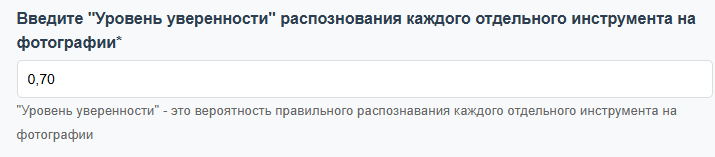 Введите "Уровень уверенности" распознования каждого отдельного инструмента на
фотографии*
0,70
"Уровень уверенности" - это вероятность правильного распознавания каждого отдельного инструмента на
фотографии